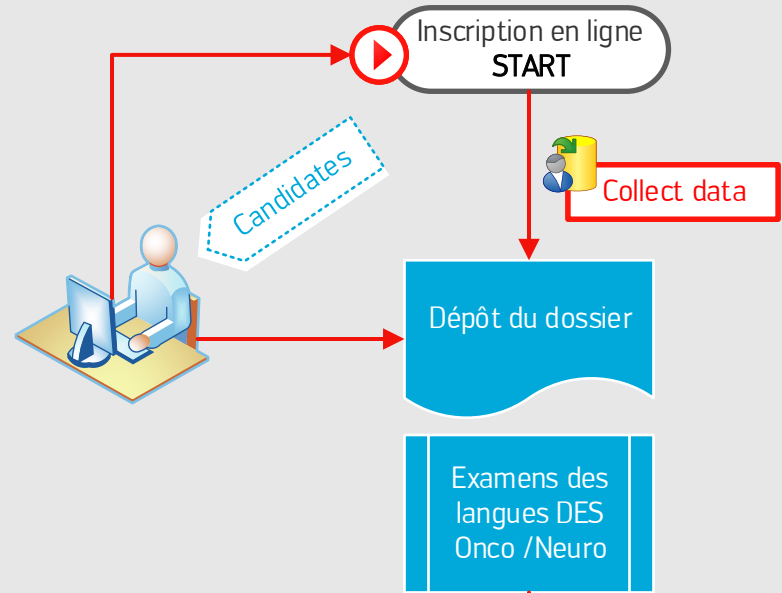 Inscription en ligne
START
Candidates
Collect data
Dépôt du dossier
Examens des
langues DES
Onco /Neuro